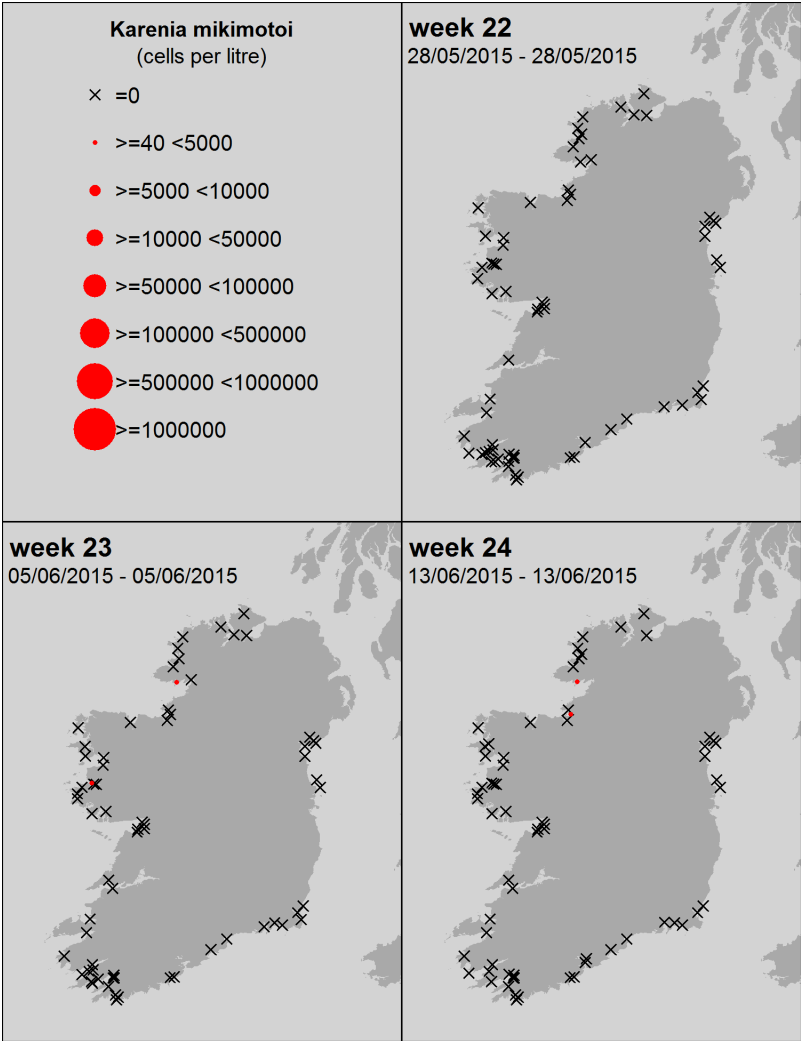 Karenia mikimotoi
(cells per litre)
=0
>=40 <5000
>=5000 <10000
>=10000 <50000
>=50000 <100000
>=100000 <500000
>=500000 <1000000
>=1000000
week 22
28/05/2015 - 28/05/2015
week 23
05/06/2015 - 05/06/2015
week 24
13/06/2015 - 13/06/2015